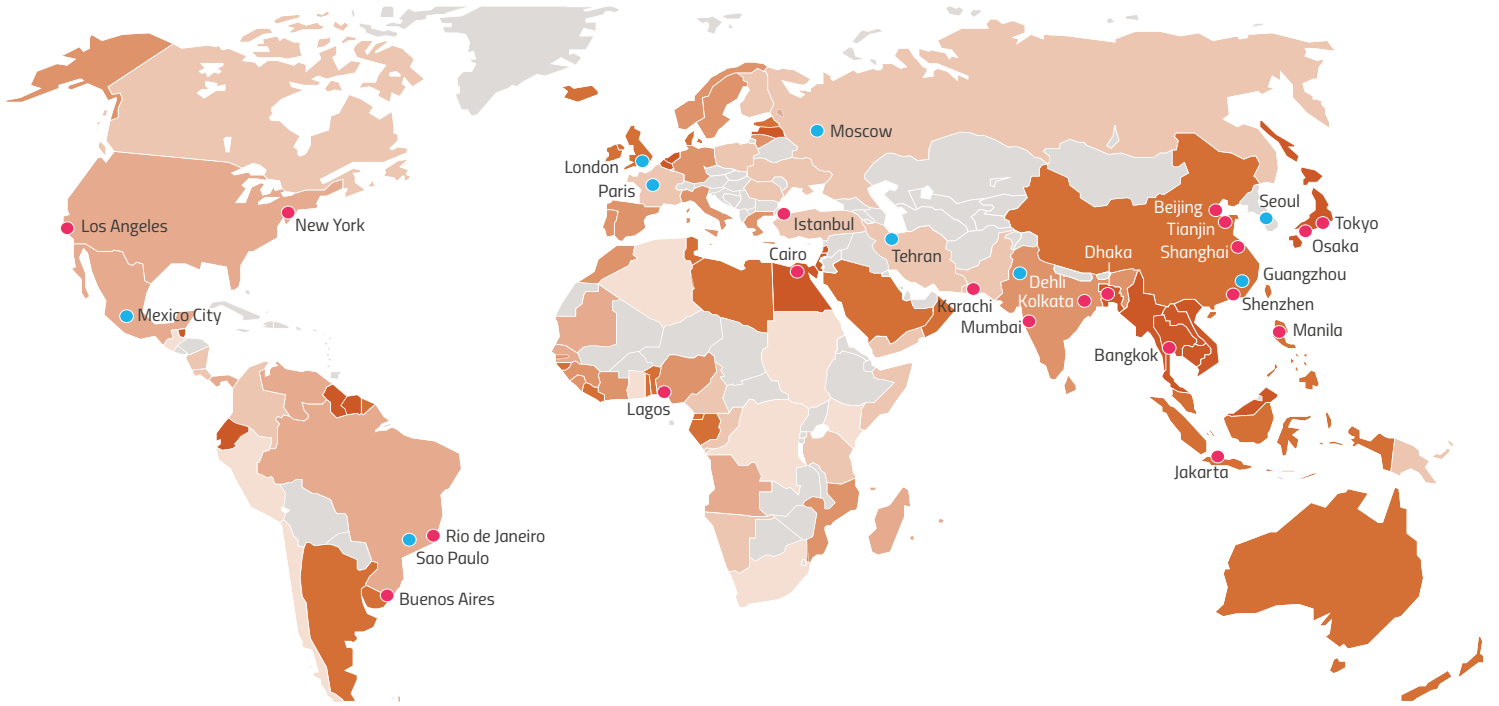 Moscow
London
Paris
Los Angeles
New York
Istanbul
Cairo
Tehran
Beijing
Tianjin
Shanghai
Seoul
Tokyo
Osaka
Dhaka
Guangzhou
Dehli
Kolkata
Karachi
Mumbai
Shenzhen
Mexico City
Manila
Bangkok
Lagos
Jakarta
Rio de Janeiro
Sao Paulo
Buenos Aires